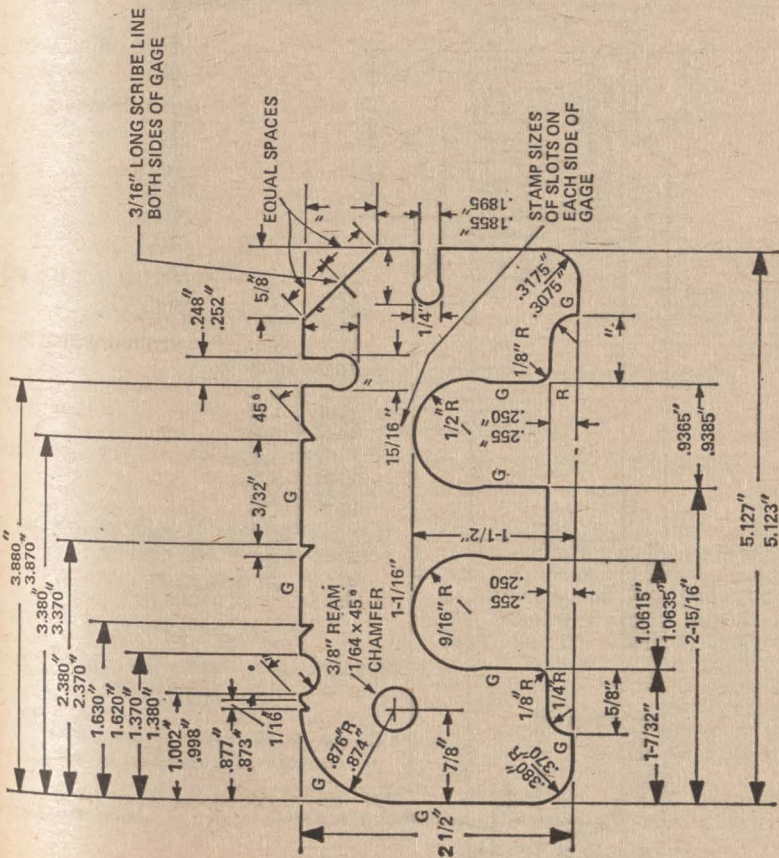 3/16" LONG SCRIBE LINE
BOTH SIDES OF GAGE
EQUAL SPACES
5/8"
"
.248"
.252"
3.880"
3.870"
45°
3.380"
3.370"
3/32"
G
2.380"
2.370"
G
1.630"
1.620"
1.370"
1.380"
1.002"
.998"
.877"
.873"
1/16"
G
.876" R
.874"
3/8" REAM
1/64 x 45°
CHAMFER
7/8"
G
2 1/2"
1-1/16"
15/16"
"
1/4"
.1855"
.1895"
STAMP SIZES
OF SLOTS ON
EACH SIDE OF
GAGE
9/16" R
1-1/2"
1/2 R
G
G
G
.255
.250
.255"
.250"
1/8" R
1/4" R
.380" R
.370"
G
5/8"
1-7/32"
1.0615"
1.0635"
2-15/16"
.9365"
.9385"
R
1/8" R
"
.3175"
.3075"
G
5.127"
5.123"